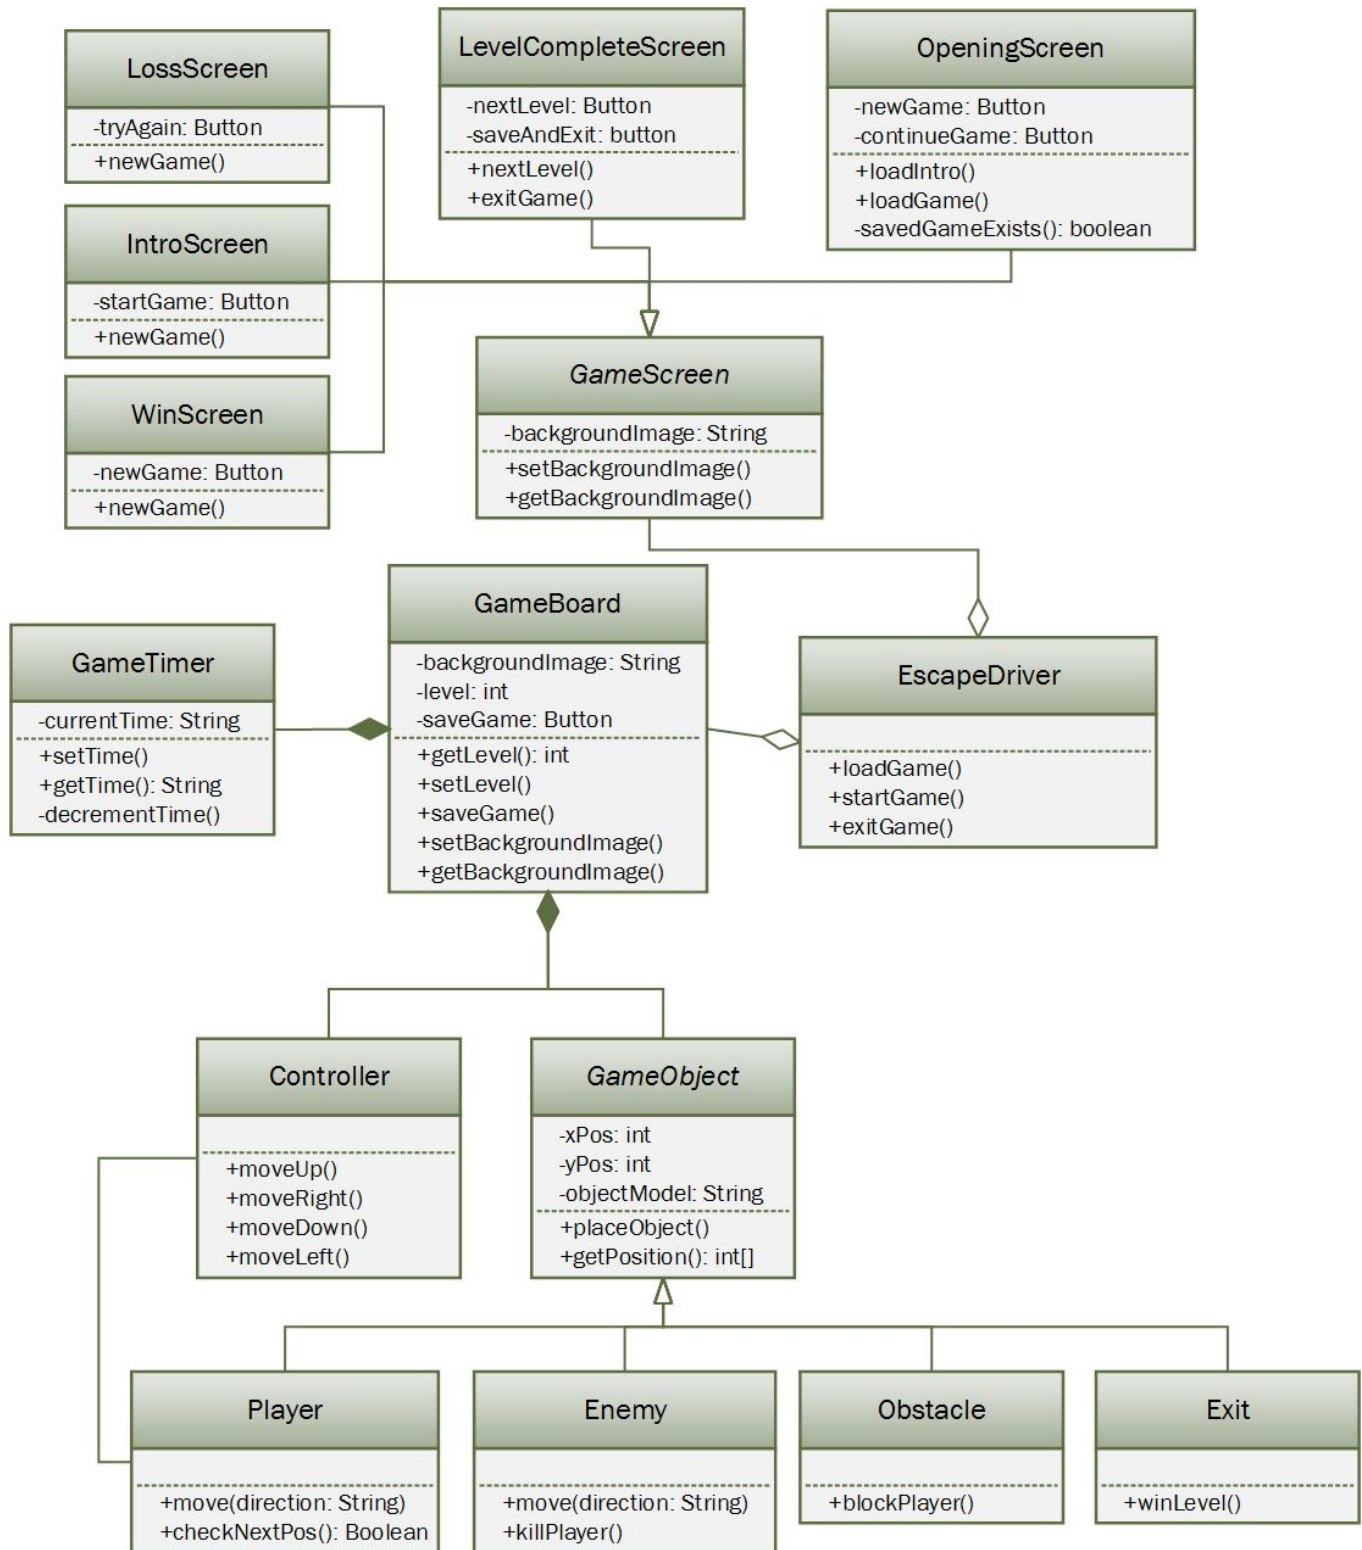 LossScreen
-tryAgain: Button
+newGame()
LevelCompleteScreen
-nextLevel: Button
-saveAndExit: button
+nextLevel()
+exitGame()
OpeningScreen
-newGame: Button
-continueGame: Button
+loadIntro()
+loadGame()
-savedGameExists(): boolean
IntroScreen
-startGame: Button
+newGame()
WinScreen
-newGame: Button
+newGame()
GameScreen
-backgroundImage: String
+setBackgroundImage()
+getBackgroundImage()
GameTimer
-currentTime: String
+setTime()
+getTime(): String
-decrementTime()
GameBoard
-backgroundImage: String
-level: int
-saveGame: Button
+getLevel(): int
+setLevel()
+saveGame()
+setBackgroundImage()
+getBackgroundImage()
EscapeDriver
+loadGame()
+startGame()
+exitGame()
Controller
+moveUp()
+moveRight()
+moveDown()
+moveLeft()
GameObject
-xPos: int
-yPos: int
-objectModel: String
+placeObject()
+getPosition(): int[]
Player
+move(direction: String)
+checkNextPos(): Boolean
Enemy
+move(direction: String)
+killPlayer()
Obstacle
+blockPlayer()
Exit
+winLevel()